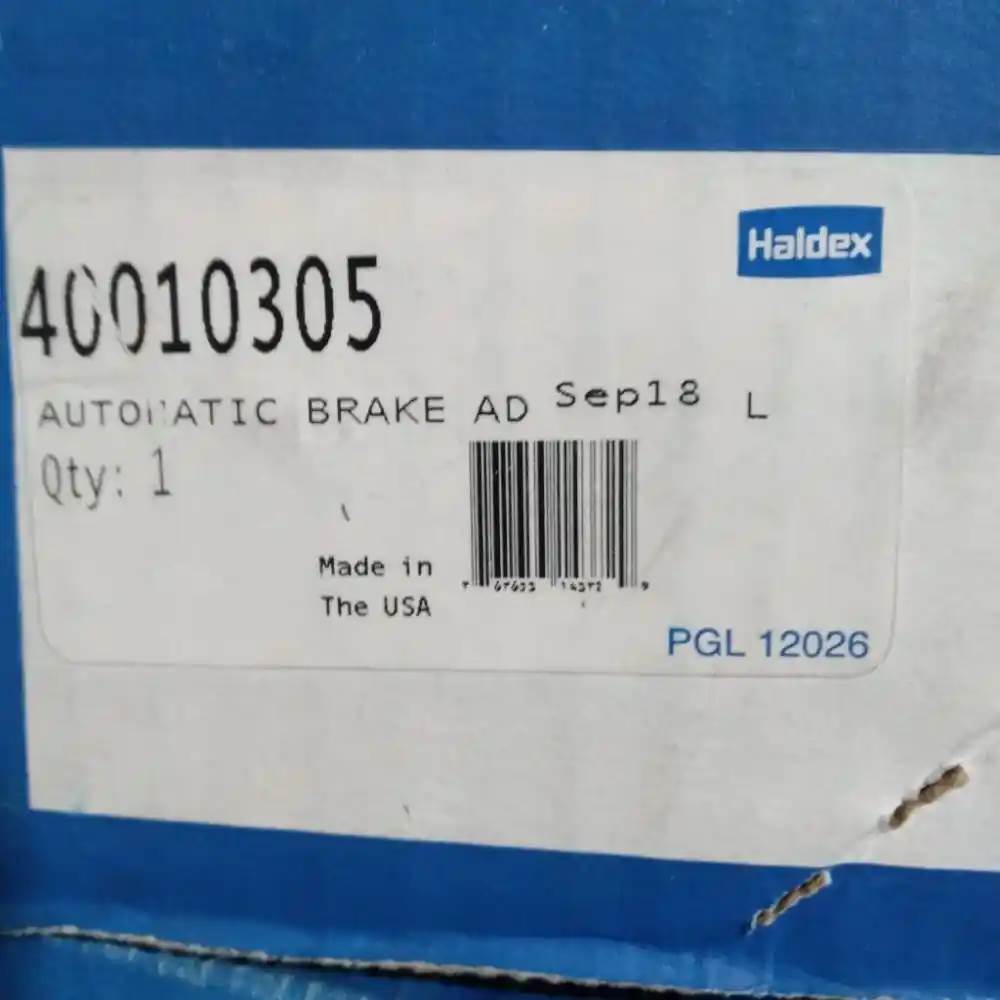 Haldex
40010305
AUTOMATIC BRAKE AD Sep18 L
Qty: 1
Made in
The USA
PGL 12026